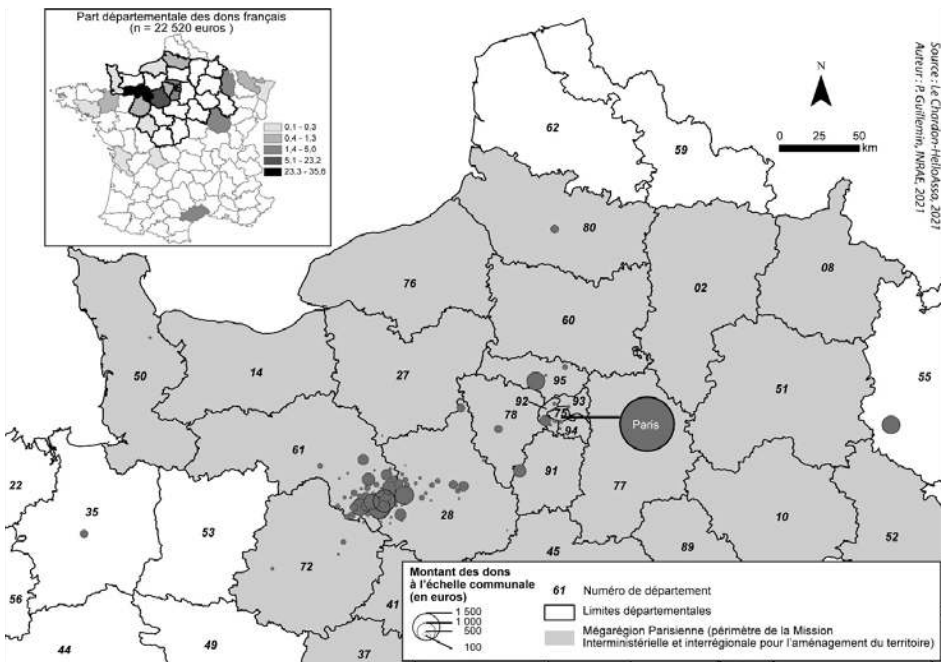 Part départementale des dons français
(n = 22 520 euros )
0,1 - 0,3
0,4 - 1,3
1,4 - 5,0
5,1 - 23,2
23,3 - 35,8
N
0 25 50
km
Source : Le Chardon-HelloAsso, 2021
Auteur : P. Guillemin, INRAE, 2021
62
59
80
76
02
08
60
50
14
27
95
51
55
92
93
78
75
Paris
94
61
91
77
22
35
28
10
53
52
72
45
89
56
41
44
49
37
Montant des dons
à l'échelle communale
(en euros)
1 500
1 000
500
100
61 Numéro de département
Limites départementales
Mégarégion Parisienne (périmètre de la Mission
Interministérielle et interrégionale pour l'aménagement du territoire)